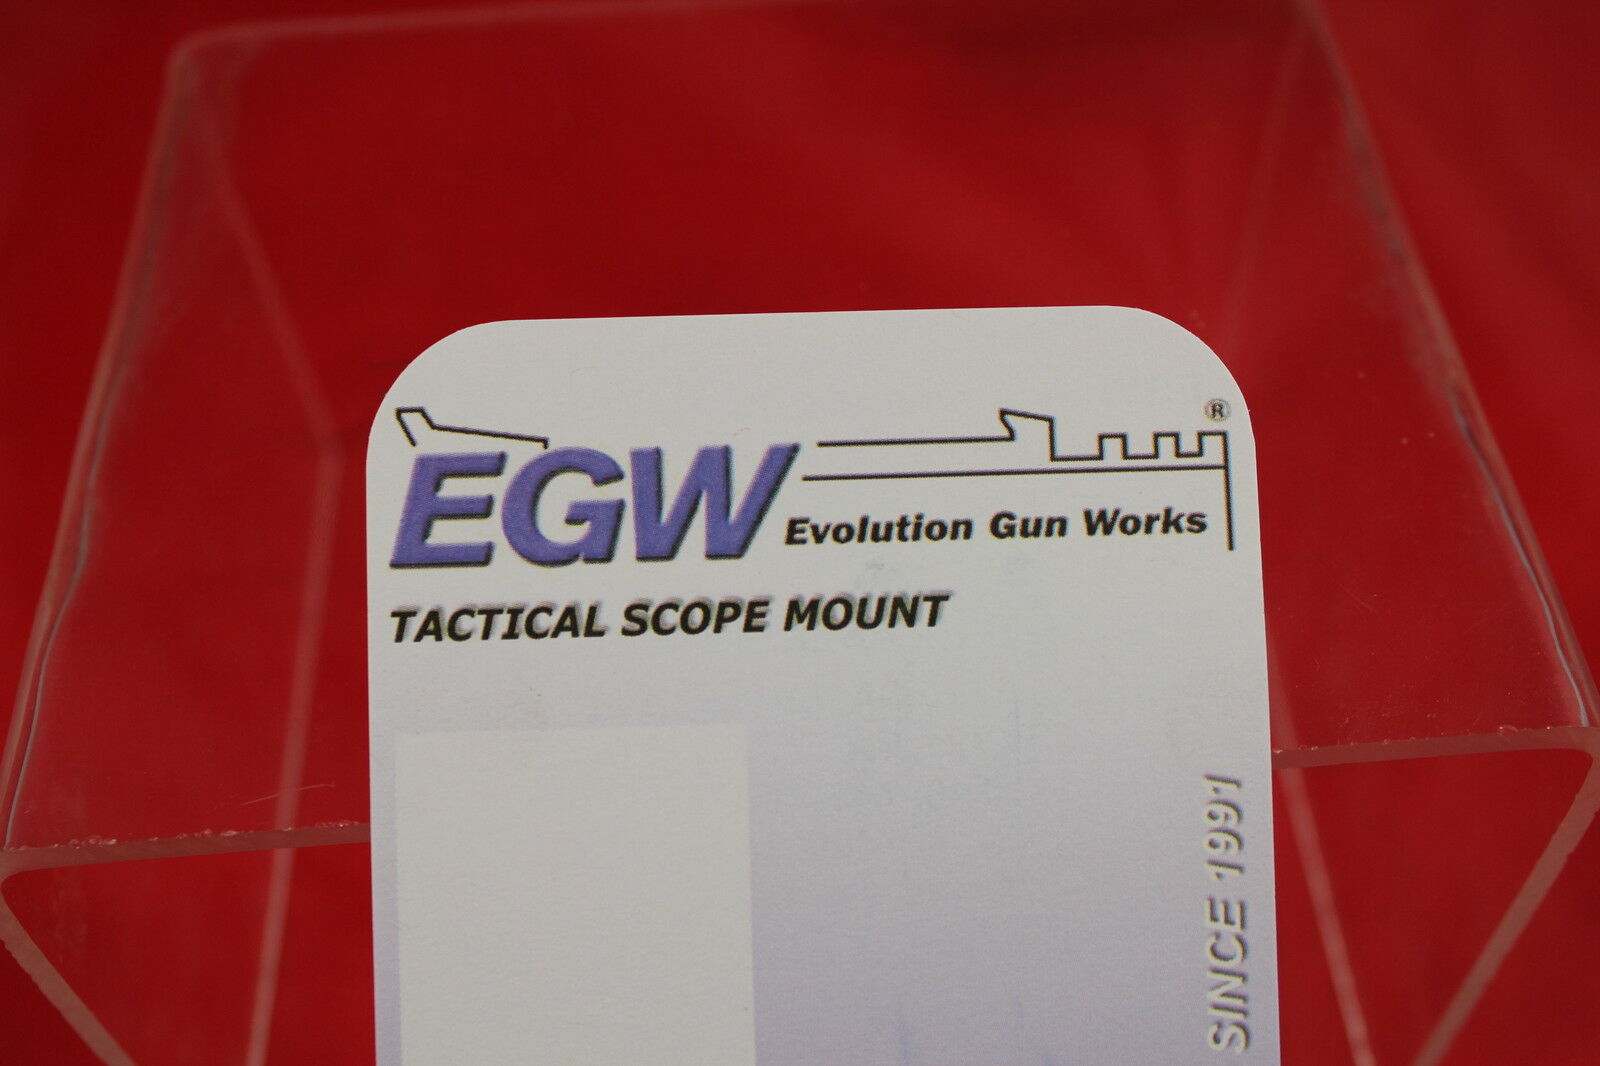 EGW
®
Evolution Gun Works
TACTICAL SCOPE MOUNT
SINCE 1991